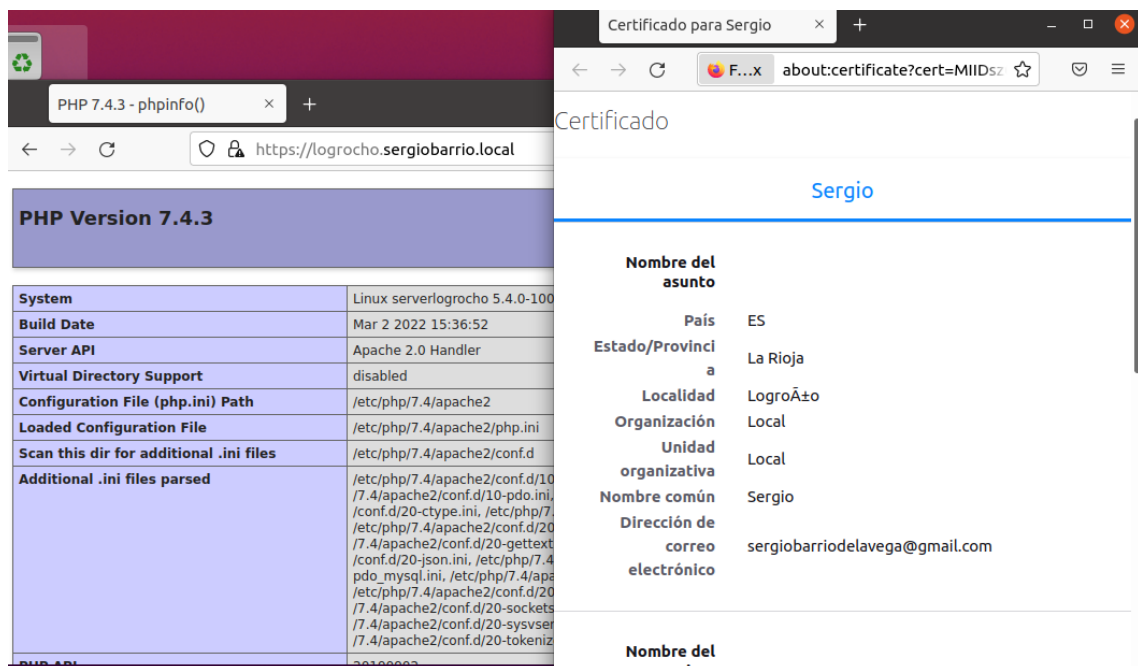 PHP 7.4.3 - phpinfo()
https://logrocho.sergiobarrio.local
PHP Version 7.4.3
System Linux serverlogrocho 5.4.0-100
Build Date Mar 2 2022 15:36:52
Server API Apache 2.0 Handler
Virtual Directory Support disabled
Configuration File (php.ini) Path /etc/php/7.4/apache2
Loaded Configuration File /etc/php/7.4/apache2/php.ini
Scan this dir for additional .ini files /etc/php/7.4/apache2/conf.d
Additional .ini files parsed /etc/php/7.4/apache2/conf.d/10
/7.4/apache2/conf.d/10-pdo.ini,
/conf.d/20-ctype.ini, /etc/php/7.
/etc/php/7.4/apache2/conf.d/20
/7.4/apache2/conf.d/20-gettext
/conf.d/20-json.ini, /etc/php/7.4
pdo_mysql.ini, /etc/php/7.4/apa
/etc/php/7.4/apache2/conf.d/20
/7.4/apache2/conf.d/20-sockets
/7.4/apache2/conf.d/20-sysvser
/7.4/apache2/conf.d/20-tokeniz
Certificado para Sergio
F...x about:certificate?cert=MIIDsz
Certificado
Sergio
Nombre del
asunto
País ES
Estado/Provinci
a La Rioja
Localidad LogroÃ±o
Organización Local
Unidad
organizativa Local
Nombre común Sergio
Dirección de
correo
electrónico sergiobarriodelavega@gmail.com
Nombre del